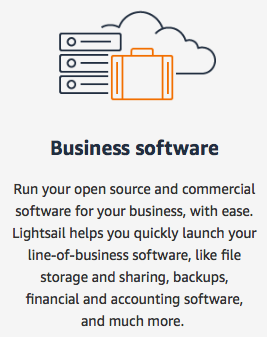 Business software
Run your open source and commercial
software for your business, with ease.
Lightsail helps you quickly launch your
line-of-business software, like file
storage and sharing, backups,
financial and accounting software,
and much more.